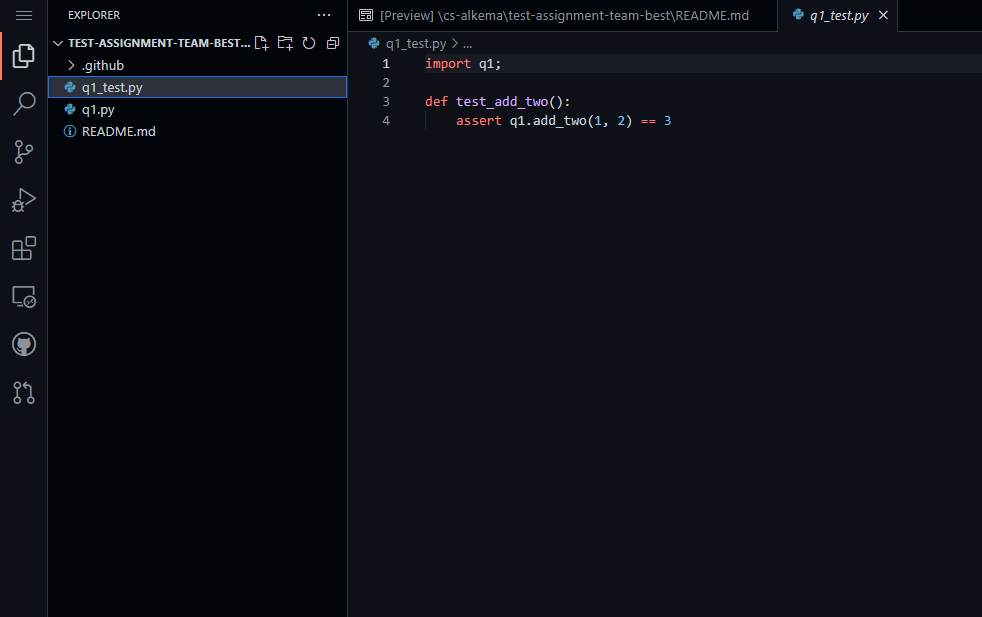 EXPLORER
TEST-ASSIGNMENT-TEAM-BEST...
.github
q1_test.py
q1.py
README.md
[Preview] \cs-alkema\test-assignment-team-best\README.md
q1_test.py
q1_test.py > ...
1 import q1;
2
3 def test_add_two():
4     assert q1.add_two(1, 2) == 3